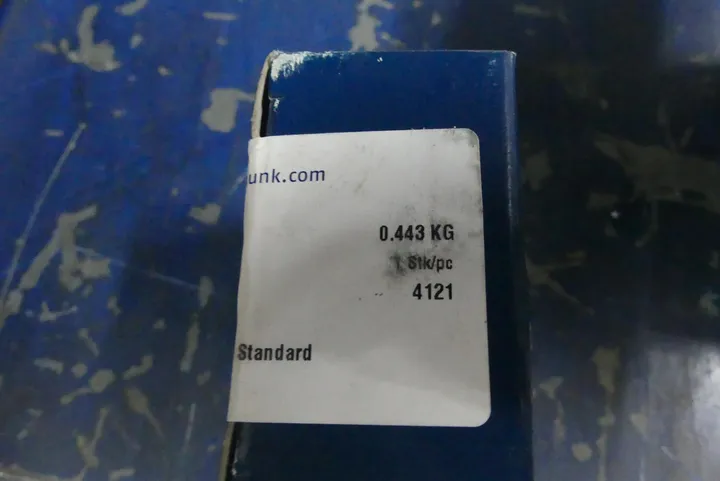 unk.com
0.443 KG
1 Stk/pc
4121
Standard